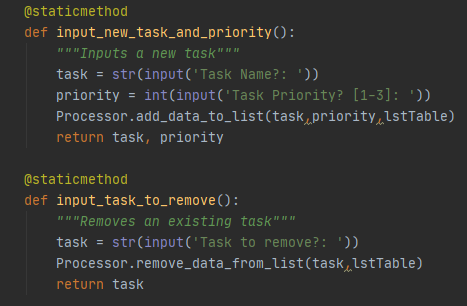 @staticmethod
def input_new_task_and_priority():
    """Inputs a new task"""
    task = str(input('Task Name?: '))
    priority = int(input('Task Priority? [1-3]: '))
    Processor.add_data_to_list(task,priority,lstTable)
    return task, priority

@staticmethod
def input_task_to_remove():
    """Removes an existing task"""
    task = str(input('Task to remove?: '))
    Processor.remove_data_from_list(task,lstTable)
    return task